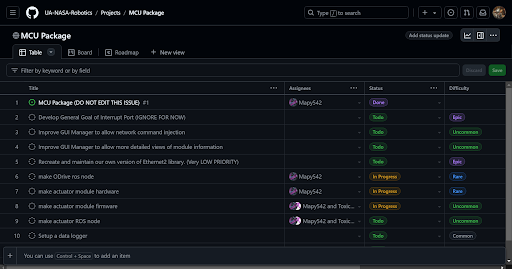 UA-NASA-Robotics / Projects / MCU Package
Type / to search
MCU Package
Add status update
Table
Board
Roadmap
+ New view
Filter by keyword or by field
Discard
Save
Title Assignees Status Difficulty
1 MCU Package (DO NOT EDIT THIS ISSUE) #1 Mapy542 Done
2 Develop General Goal of Interrupt Port (IGNORE FOR NOW) Todo Epic
3 Improve GUI Manager to allow network command injection Todo Uncommon
4 Improve GUI Manager to allow more detailed views of module information Todo Uncommon
5 Recreate and maintain our own version of Ethernet2 library. (Very LOW PRIORITY) Todo Epic
6 make ODrive ros node Mapy542 In Progress Rare
7 make actuator module hardware Mapy542 In Progress Rare
8 make actuator module firmware Mapy542 and Toxic... In Progress Uncommon
9 make actuator ROS node Mapy542 and Toxic... Todo Uncommon
10 Setup a data logger Todo Common
+ You can use Control + Space to add an item